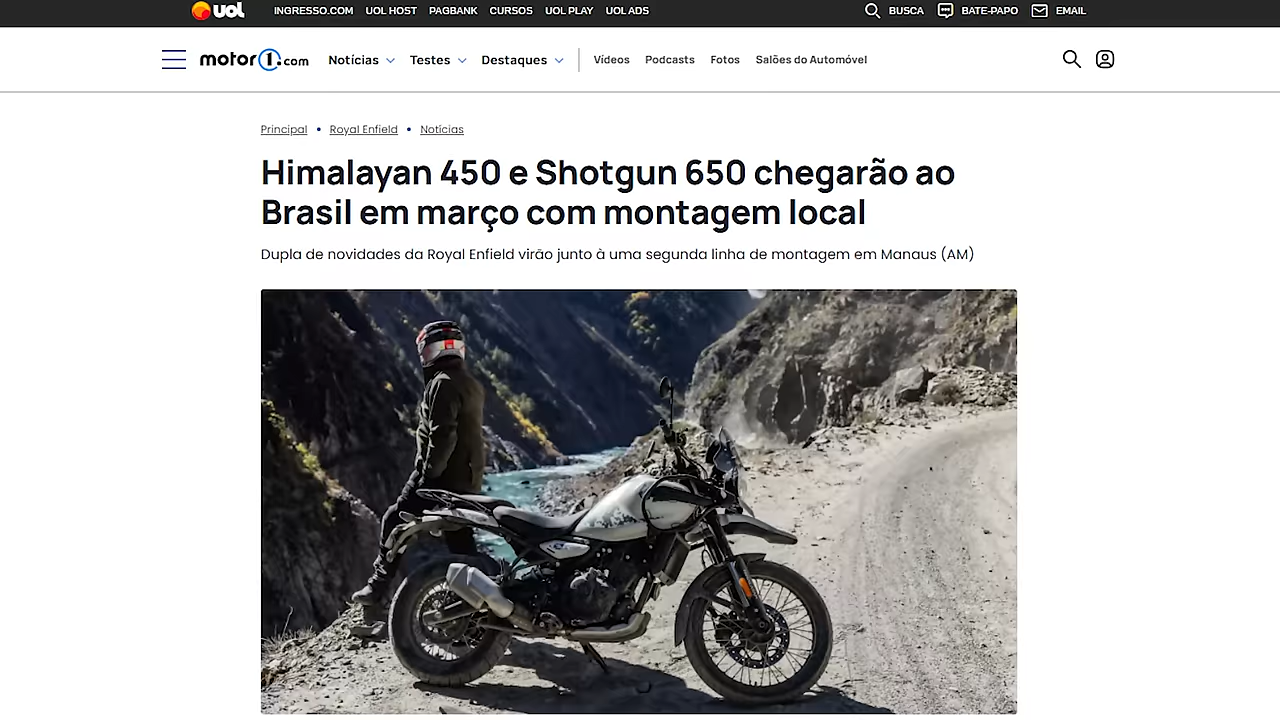 UOL INGRESSO.COM UOL HOST PAGBANK CURSOS UOL PLAY UOL ADS BUSCA BATE-PAPO EMAIL
motor1.com Notícias Testes Destaques Vídeos Podcasts Fotos Salões do Automóvel
Principal • Royal Enfield • Notícias
Himalayan 450 e Shotgun 650 chegarão ao
Brasil em março com montagem local
Dupla de novidades da Royal Enfield virão junto à uma segunda linha de montagem em Manaus (AM)